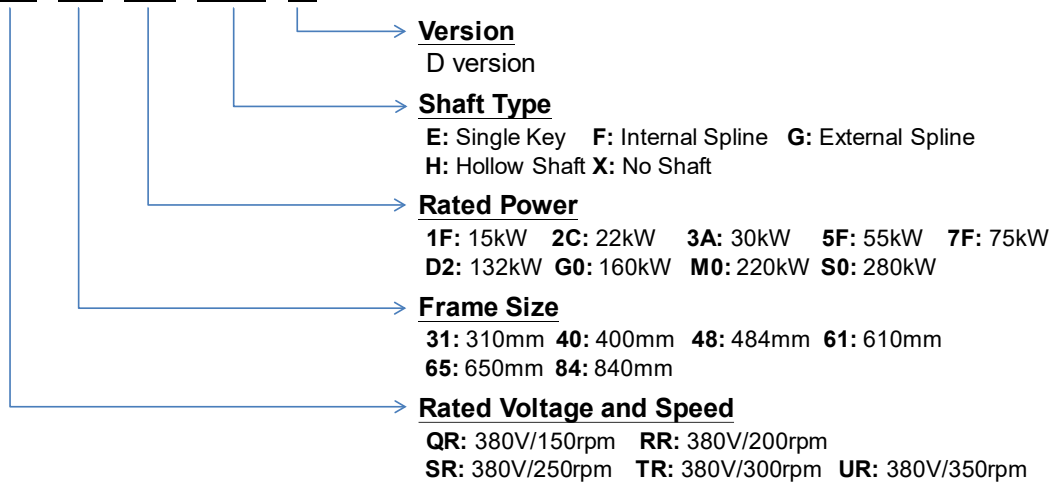 Version
D version
Shaft Type
E: Single Key F: Internal Spline G: External Spline
H: Hollow Shaft X: No Shaft
Rated Power
1F: 15kW 2C: 22kW 3A: 30kW 5F: 55kW 7F: 75kW
D2: 132kW G0: 160kW M0: 220kW S0: 280kW
Frame Size
31: 310mm 40: 400mm 48: 484mm 61: 610mm
65: 650mm 84: 840mm
Rated Voltage and Speed
QR: 380V/150rpm RR: 380V/200rpm
SR: 380V/250rpm TR: 380V/300rpm UR: 380V/350rpm